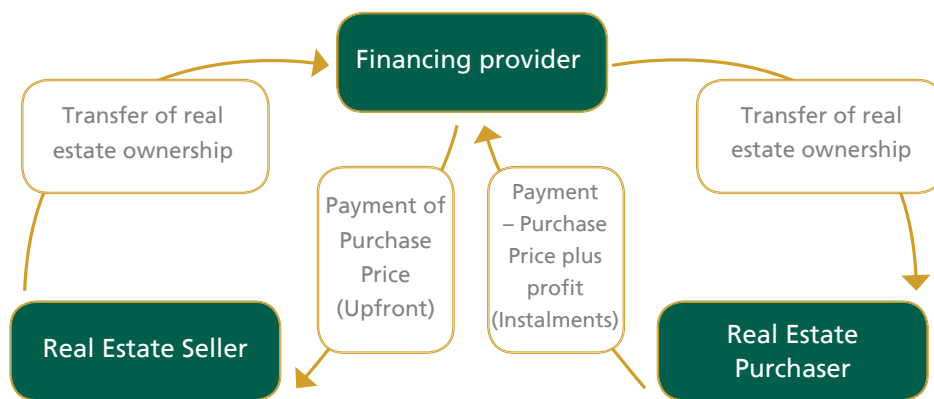 Financing provider
Transfer of real
estate ownership
Transfer of real
estate ownership
Payment of
Purchase
Price
(Upfront)
Payment
– Purchase
Price plus
profit
(Instalments)
Real Estate Seller
Real Estate
Purchaser